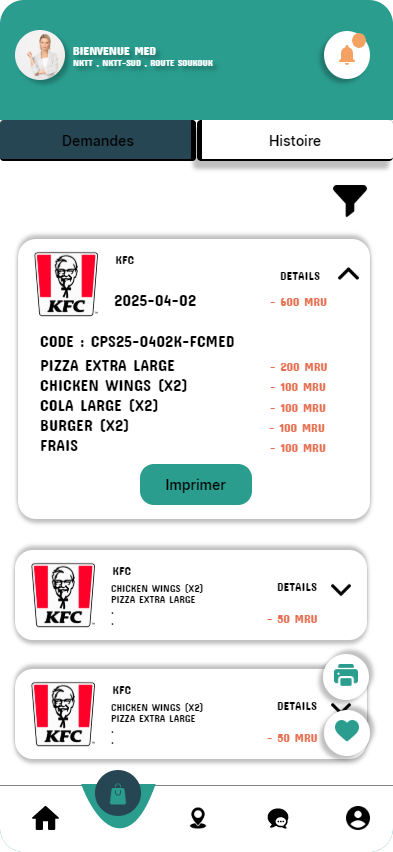 BIENVENUE MED
NKTT , NKTT-SUD , ROUTE SOUKOUK
Demandes
Histoire
KFC
KFC
DETAILS
2025-04-02
- 600 MRU
CODE : CPS25-0402K-FCMED
PIZZA EXTRA LARGE
- 200 MRU
CHICKEN WINGS (X2)
- 100 MRU
COLA LARGE (X2)
- 100 MRU
BURGER (X2)
- 100 MRU
FRAIS
- 100 MRU
Imprimer
KFC
KFC
CHICKEN WINGS (X2)
PIZZA EXTRA LARGE
.
.
DETAILS
- 50 MRU
KFC
KFC
CHICKEN WINGS (X2)
PIZZA EXTRA LARGE
.
.
DETAILS
- 50 MRU